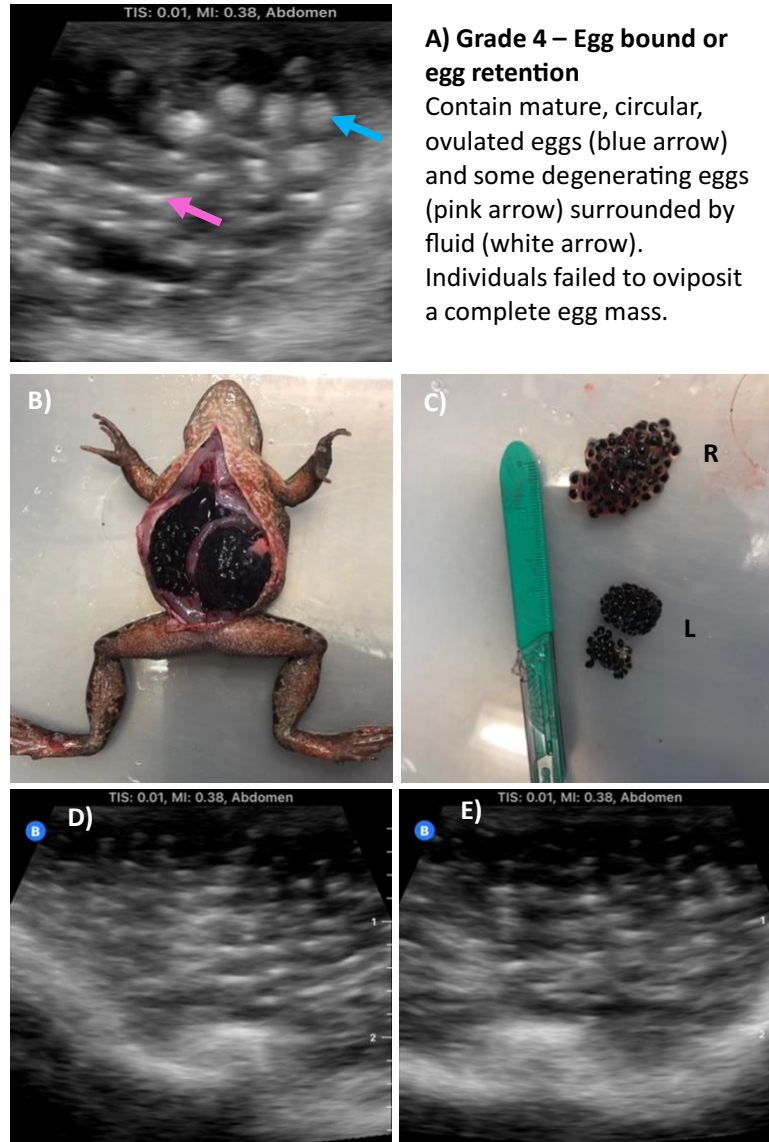 TIS: 0.01, MI: 0.38, Abdomen
A) Grade 4 – Egg bound or
egg retention
Contain mature, circular,
ovulated eggs (blue arrow)
and some degenerating eggs
(pink arrow) surrounded by
fluid (white arrow).
Individuals failed to oviposit
a complete egg mass.
B)
C)
R
L
TIS: 0.01, MI: 0.38, Abdomen
B
D)
1
2
TIS: 0.01, MI: 0.38, Abdomen
B
E)
1
2